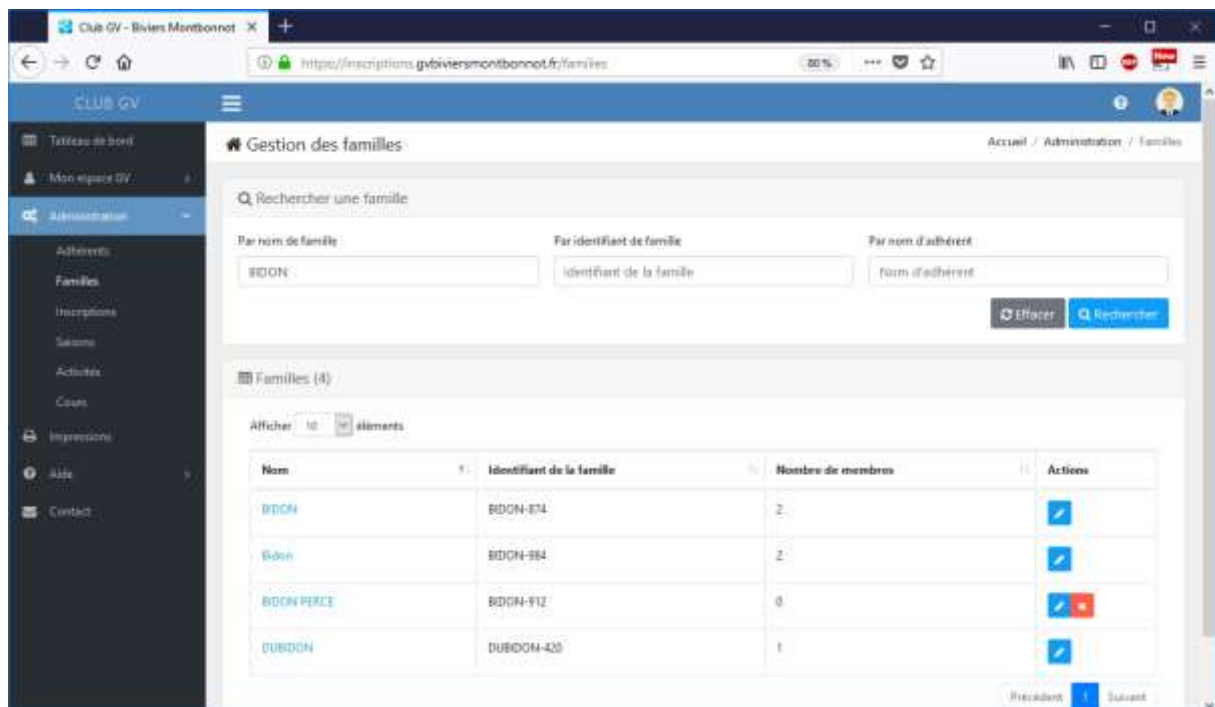 Club GV - Biviers Montbonnot
https://inscriptions.gvbiviersmontbonnot.fr/familles
80 %
New
CLUB GV
Tableau de bord
Gestion des familles
Accueil / Administration / Familles
Mon espace GV
Rechercher une famille
Administration
Adhérents
Par nom de famille
Par identifiant de famille
Par nom d'adhérent
BIDON
Identifiant de la famille
Nom d'adhérent
Familles
Inscriptions
Effacer
Rechercher
Saisons
Activités
Familles (4)
Cours
Afficher 10 éléments
Impressions
Nom
Identifiant de la famille
Nombre de membres
Actions
Aide
Contact
BIDON
BIDON-874
2
Bidon
BIDON-984
2
BIDON PERCE
BIDON-912
0
DUBIDON
DUBIDON-420
1
Précédent 1 Suivant